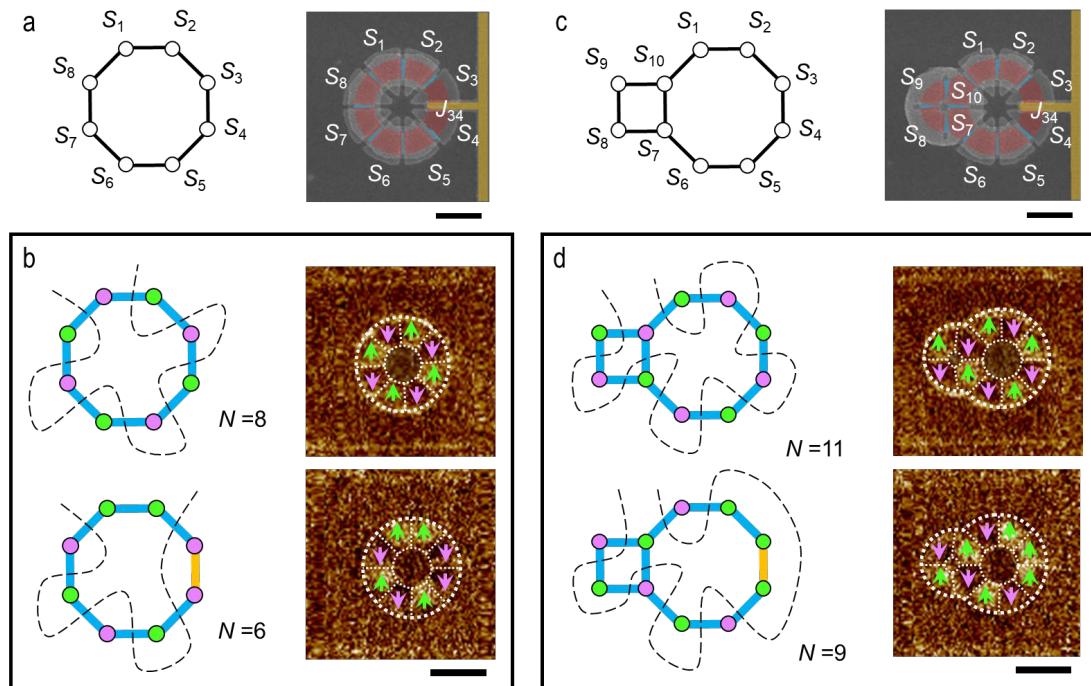 a
S1 S2
S8 S3
S7 S4
S6 S5
S1 S2
S8 S3
J34
S7 S4
S6 S5
c
S1 S2
S9 S10
S3
S4
S8 S7
S6 S5
S1 S2
S9 S3
S10
J34
S7 S4
S8
S6 S5
b
N =8
N =6
d
N =11
N =9